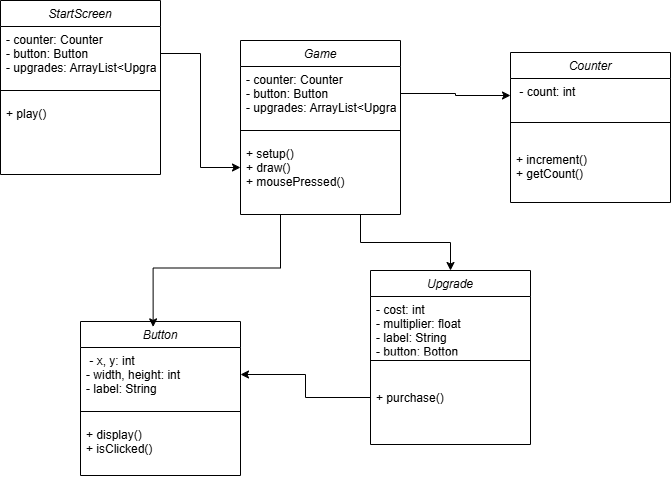 StartScreen
- counter: Counter
- button: Button
- upgrades: ArrayList<Upgra
+ play()
Game
- counter: Counter
- button: Button
- upgrades: ArrayList<Upgra
+ setup()
+ draw()
+ mousePressed()
Counter
- count: int
+ increment()
+ getCount()
Upgrade
- cost: int
- multiplier: float
- label: String
- button: Botton
+ purchase()
Button
- x, y: int
- width, height: int
- label: String
+ display()
+ isClicked()